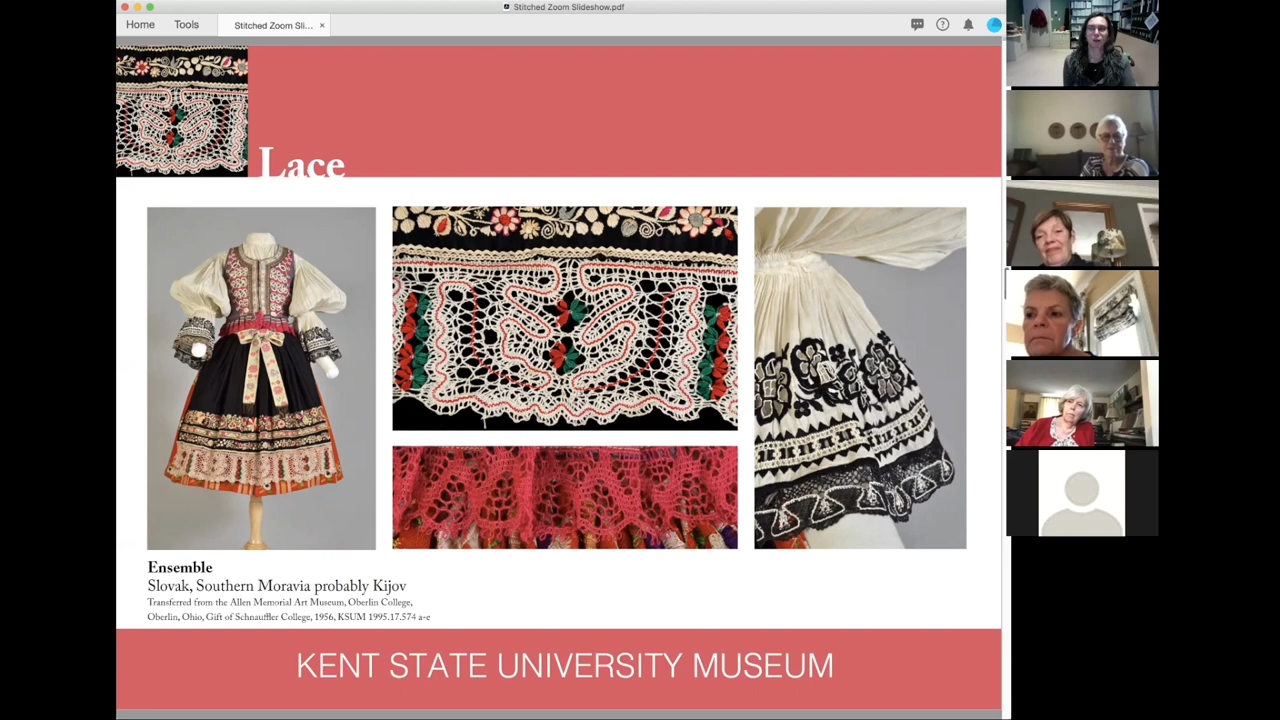 Stitched Zoom Slideshow.pdf
Home Tools Stitched Zoom Sli... ×
Lace
Ensemble
Slovak, Southern Moravia probably Kijov
Transferred from the Allen Memorial Art Museum, Oberlin College,
Oberlin, Ohio, Gift of Schnauffler College, 1956, KSUM 1995.17.574 a-e
KENT STATE UNIVERSITY MUSEUM